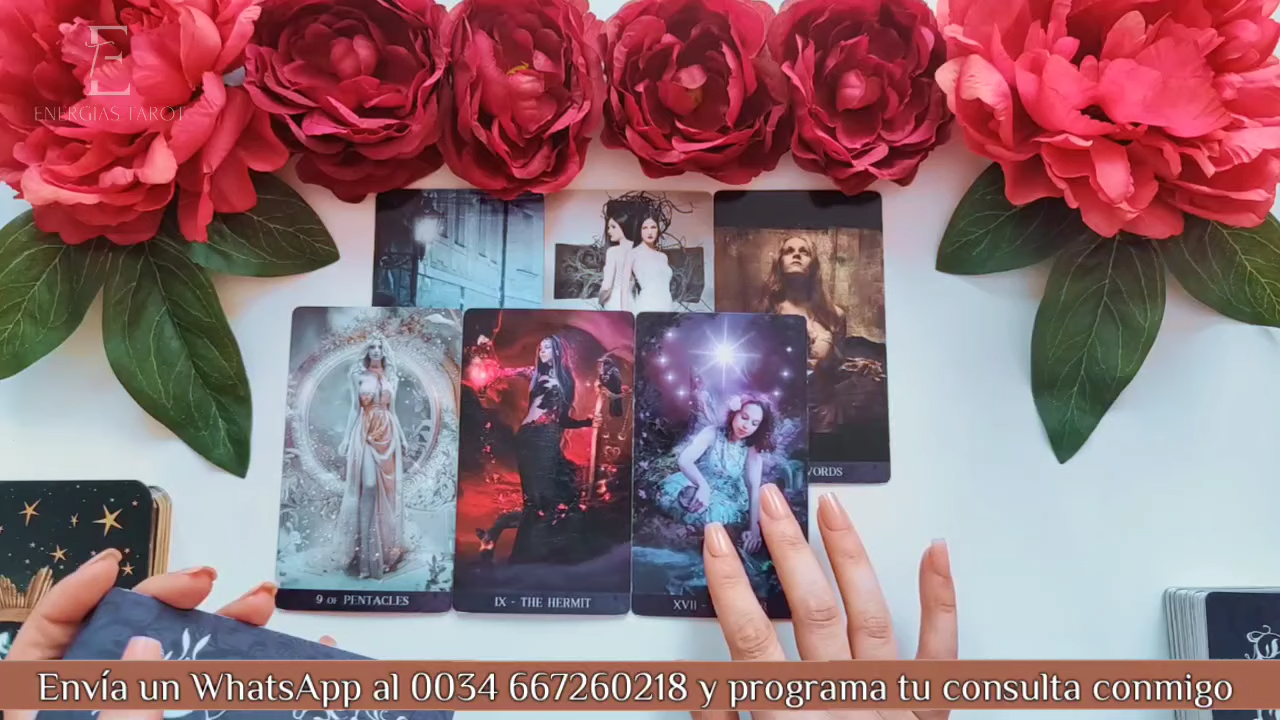 E
ENERGÍAS TAROT
WORDS
9 OF PENTACLES
IX - THE HERMIT
XVII -
Envía un WhatsApp al 0034 667260218 y programa tu consulta conmigo